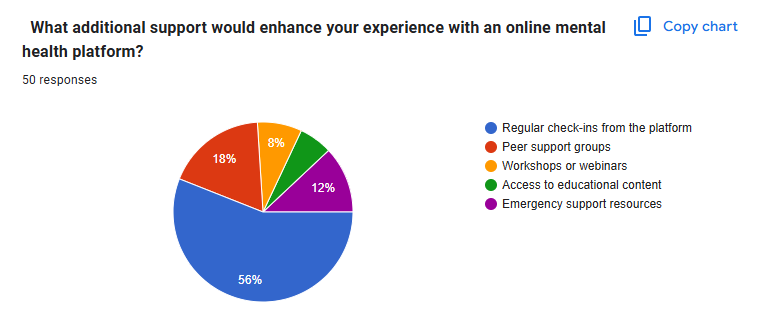 What additional support would enhance your experience with an online mental
health platform?
Copy chart
50 responses
8%
18%
12%
56%
Regular check-ins from the platform
Peer support groups
Workshops or webinars
Access to educational content
Emergency support resources